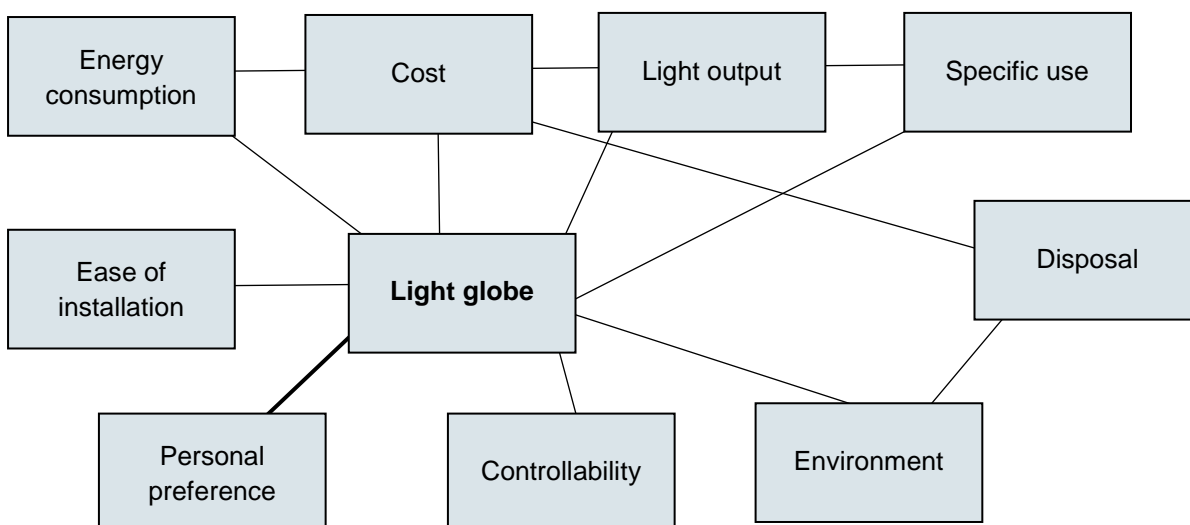 Energy
consumption
Cost
Light output
Specific use
Ease of
installation
Light globe
Disposal
Personal
preference
Controllability
Environment